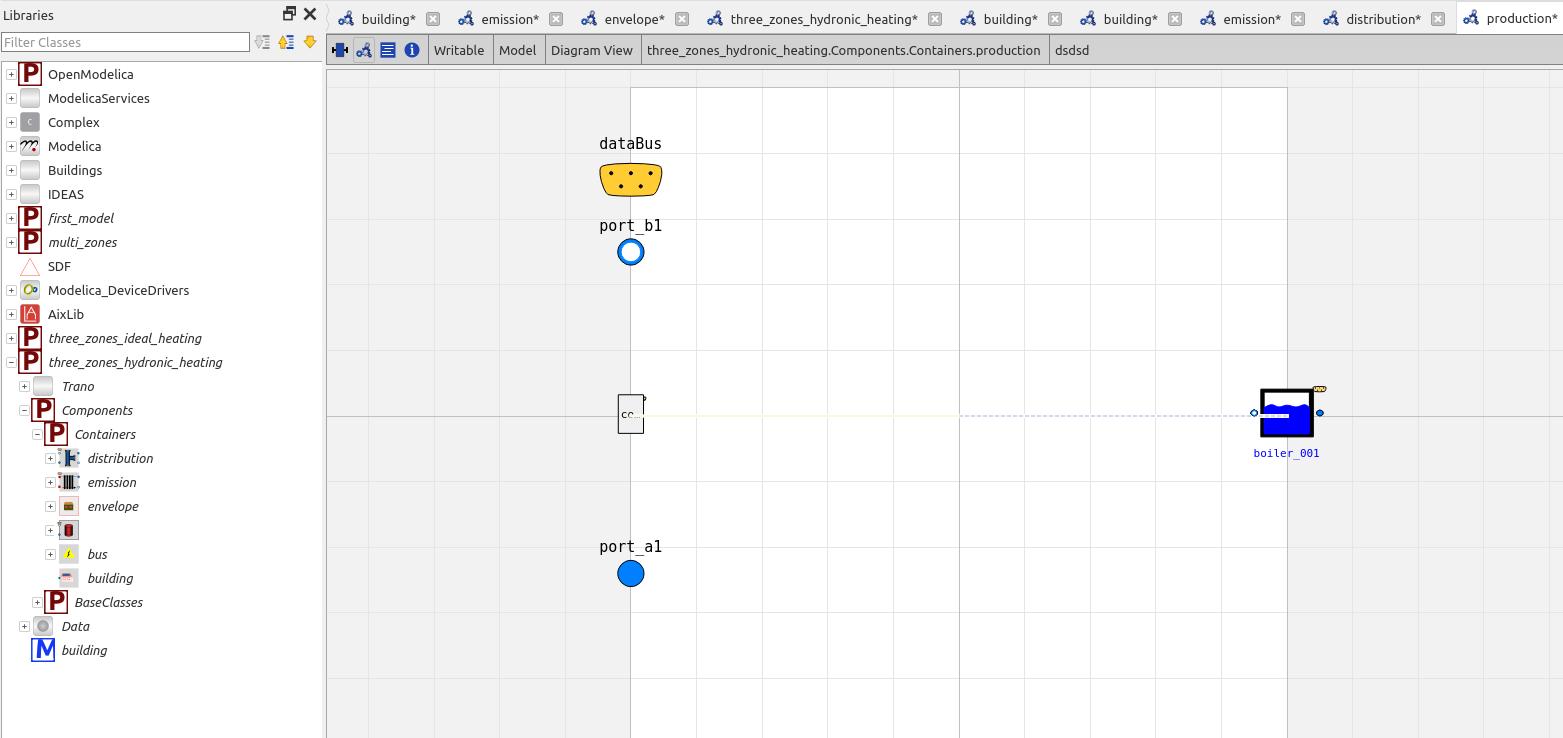 Libraries
building*
emission*
envelope*
three_zones_hydronic_heating*
building*
building*
emission*
distribution*
production*
Filter Classes
Writable
Model
Diagram View
three_zones_hydronic_heating.Components.Containers.production
dsdsd
P OpenModelica
ModelicaServices
C Complex
Modelica
Buildings
IDEAS
P first_model
P multi_zones
SDF
Modelica_DeviceDrivers
AixLib
P three_zones_ideal_heating
P three_zones_hydronic_heating
Trano
P Components
P Containers
distribution
emission
envelope
bus
building
P BaseClasses
Data
M building
dataBus
port_b1
co...
boiler_001
port_a1